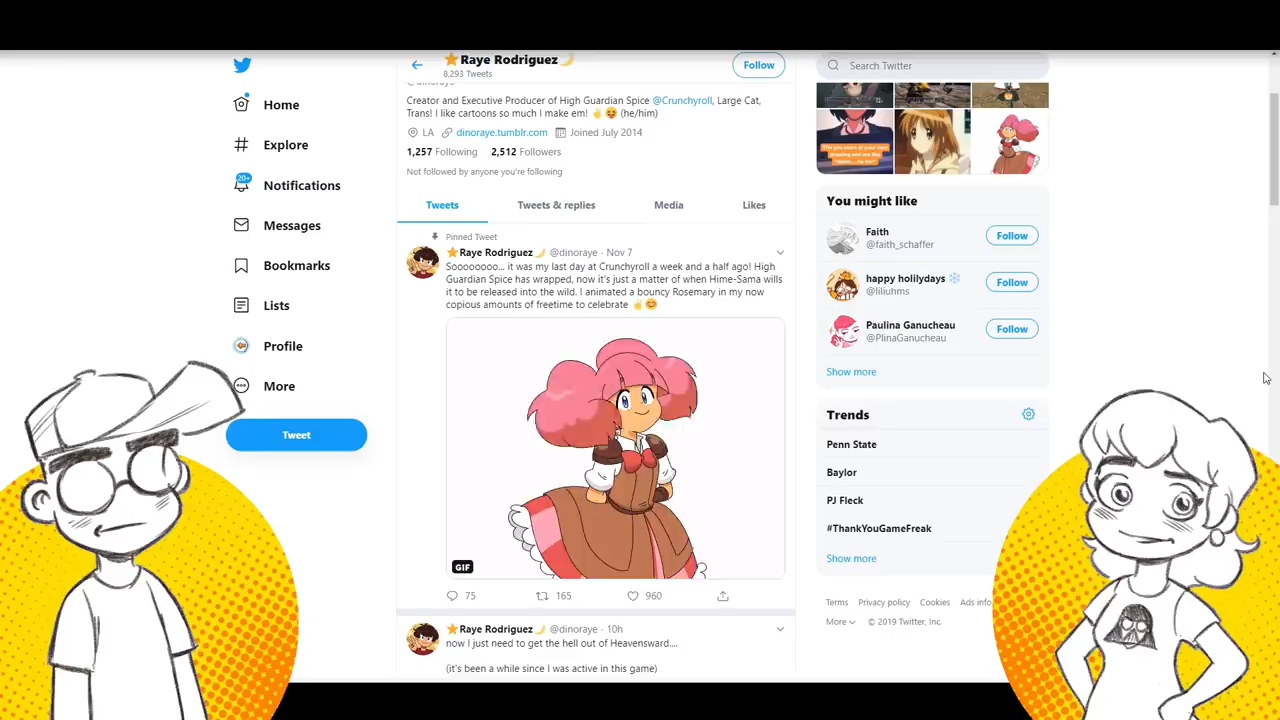 Home
Explore
20+
Notifications
Messages
Bookmarks
Lists
Profile
More
Tweet
Raye Rodriguez
8,293 Tweets
Follow
Creator and Executive Producer of High Guardian Spice @Crunchyroll, Large Cat,
Trans! I like cartoons so much I make em! (he/him)
LA dinoraye.tumblr.com Joined July 2014
1,257 Following 2,512 Followers
Not followed by anyone you're following
Tweets Tweets & replies Media Likes
Pinned Tweet
Raye Rodriguez @dinoraye · Nov 7
Soooooooo... it was my last day at Crunchyroll a week and a half ago! High
Guardian Spice has wrapped, now it's just a matter of when Hime-Sama wills
it to be released into the wild. I animated a bouncy Rosemary in my now
copious amounts of freetime to celebrate
GIF
75 165 960
Raye Rodriguez @dinoraye · 10h
now I just need to get the hell out of Heavensward....
(it's been a while since I was active in this game)
Search Twitter
You might like
Faith
@faith_schaffer
Follow
happy holilydays
@liliuhms
Follow
Paulina Ganucheau
@PlinaGanucheau
Follow
Show more
Trends
Penn State
Baylor
PJ Fleck
#ThankYouGameFreak
Show more
Terms Privacy policy Cookies Ads info
More © 2019 Twitter, Inc.